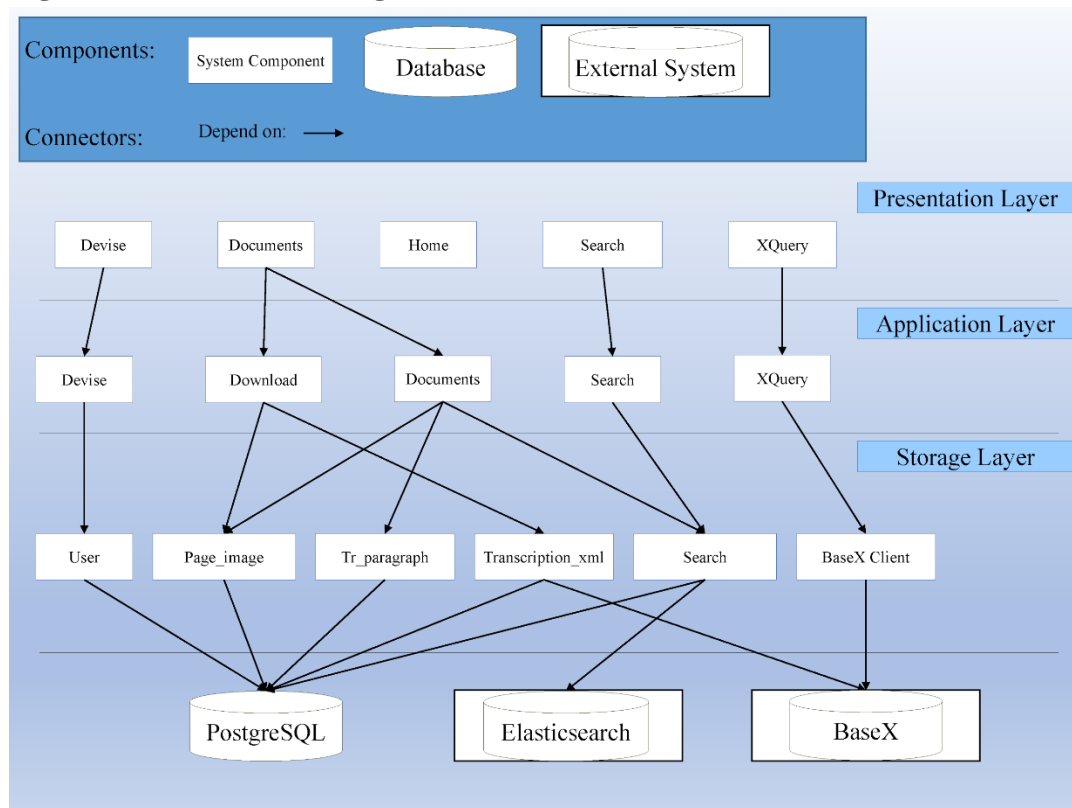 Components:
System Component
Database
External System
Connectors:
Depend on:
Presentation Layer
Devise
Documents
Home
Search
XQuery
Application Layer
Devise
Download
Documents
Search
XQuery
Storage Layer
User
Page_image
Tr_paragraph
Transcription_xml
Search
BaseX Client
PostgreSQL
Elasticsearch
BaseX